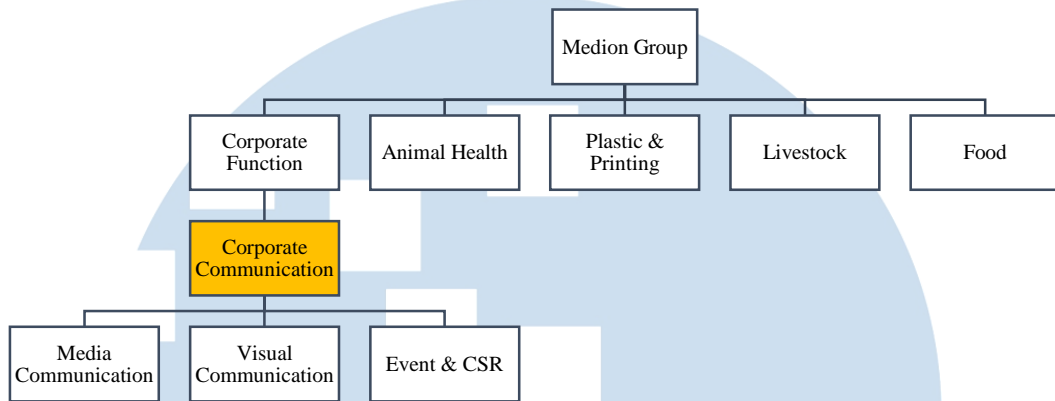 Medion Group
Corporate
Function
Animal Health
Plastic &
Printing
Livestock
Food
Corporate
Communication
Media
Communication
Visual
Communication
Event & CSR